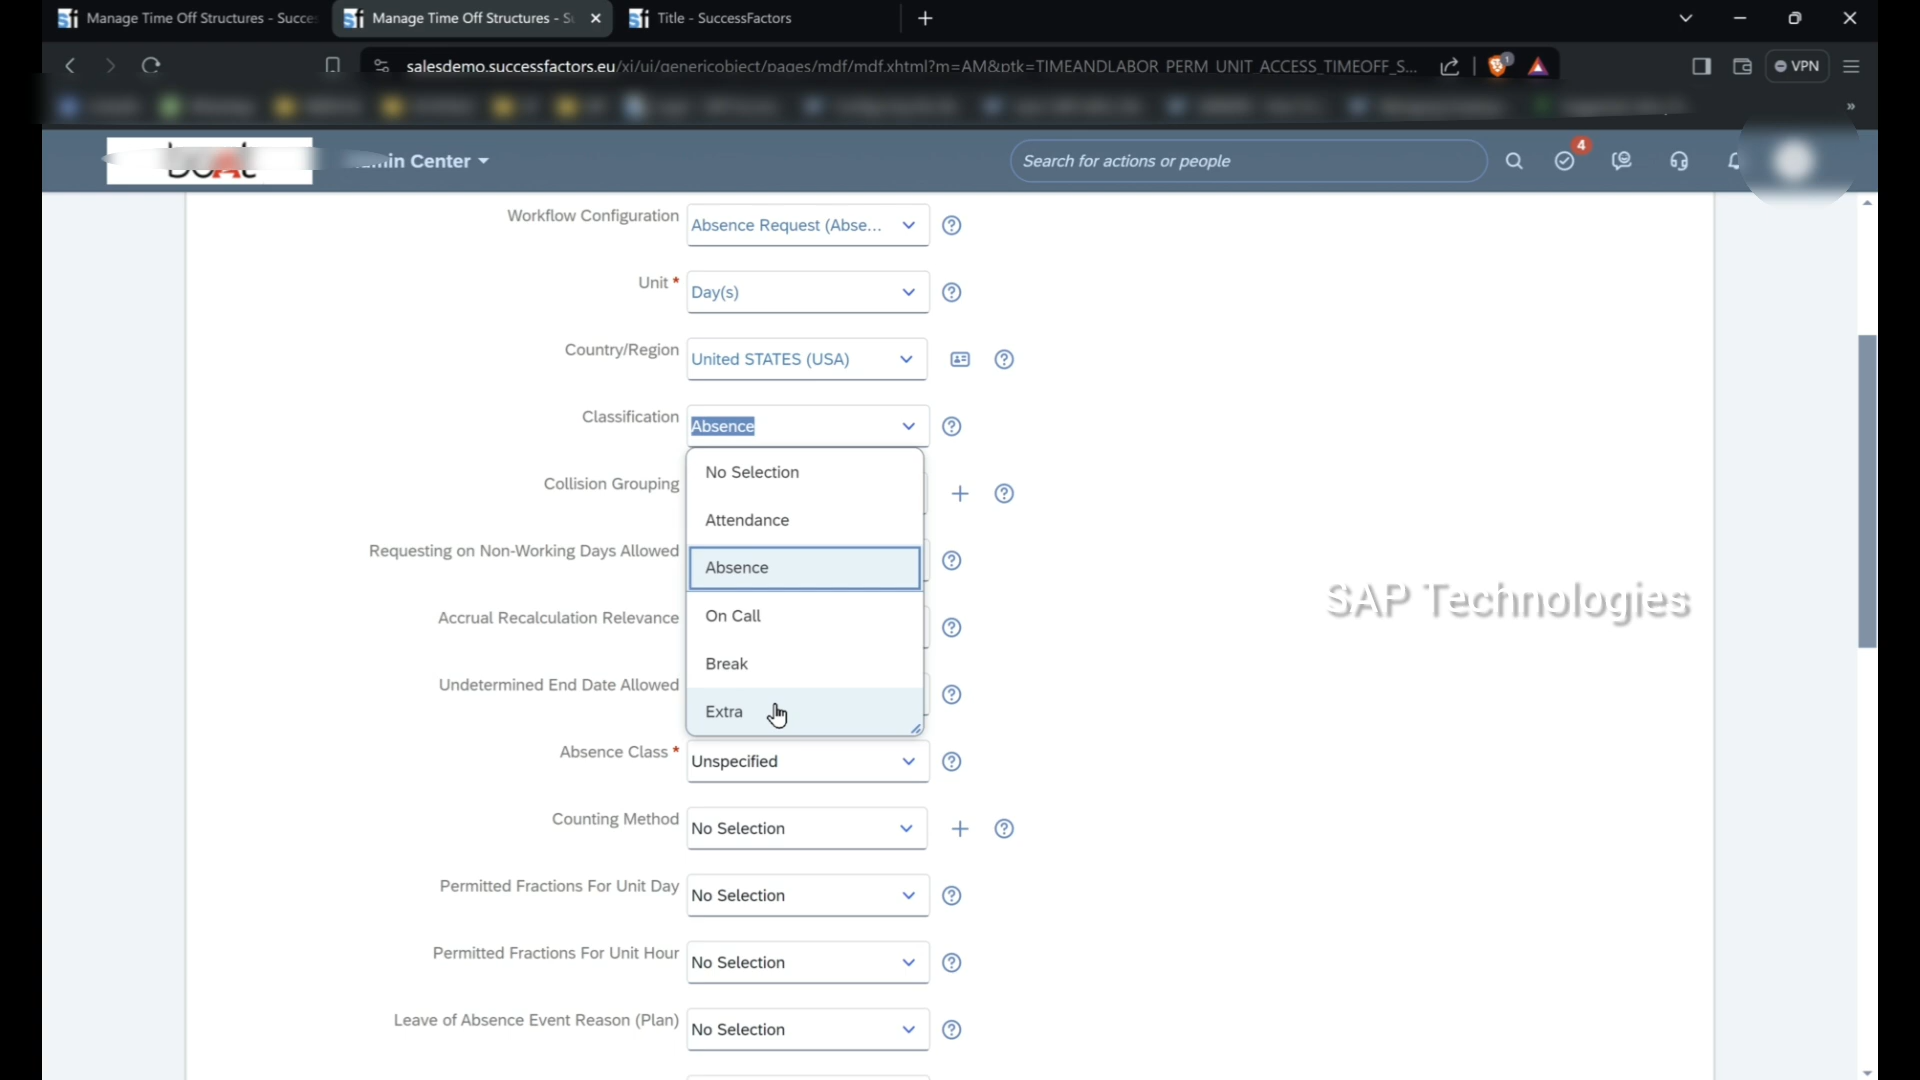 Manage Time Off Structures - Succe
Manage Time Off Structures - Su
Title - SuccessFactors
salesdemo.successfactors.eu/xi/ui/genericobject/pages/mdf/mdf.xhtml?m=AM&ptk=TIMEANDLABOR_PERM_UNIT_ACCESS_TIMEOFF_S...
1
VPN
min Center
Search for actions or people
4
Workflow Configuration
Absence Request (Abse...
Unit *
Day(s)
Country/Region
United STATES (USA)
Classification
Absence
No Selection
Attendance
Absence
On Call
Break
Extra
Collision Grouping
Requesting on Non-Working Days Allowed
Accrual Recalculation Relevance
Undetermined End Date Allowed
SAP Technologies
Absence Class *
Unspecified
Counting Method
No Selection
Permitted Fractions For Unit Day
No Selection
Permitted Fractions For Unit Hour
No Selection
Leave of Absence Event Reason (Plan)
No Selection